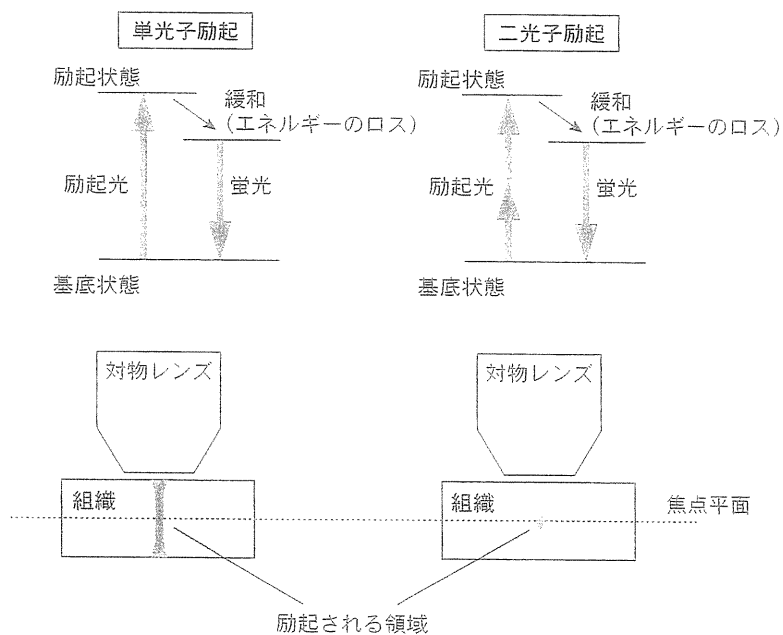 単光子励起
二光子励起
励起状態
緩和
(エネルギーのロス)
励起光
蛍光
基底状態
励起状態
緩和
(エネルギーのロス)
励起光
蛍光
基底状態
対物レンズ
対物レンズ
組織
組織
焦点平面
励起される領域